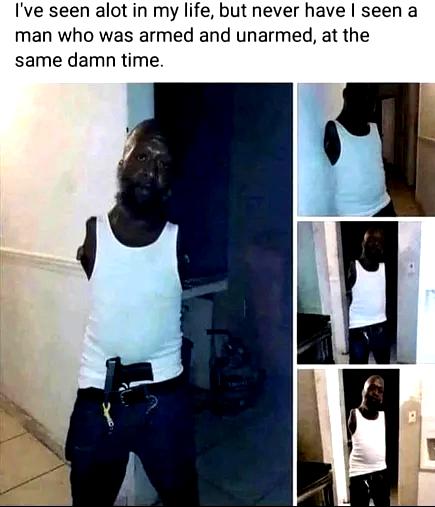 I've seen alot in my life, but never have I seen a
man who was armed and unarmed, at the
same damn time.